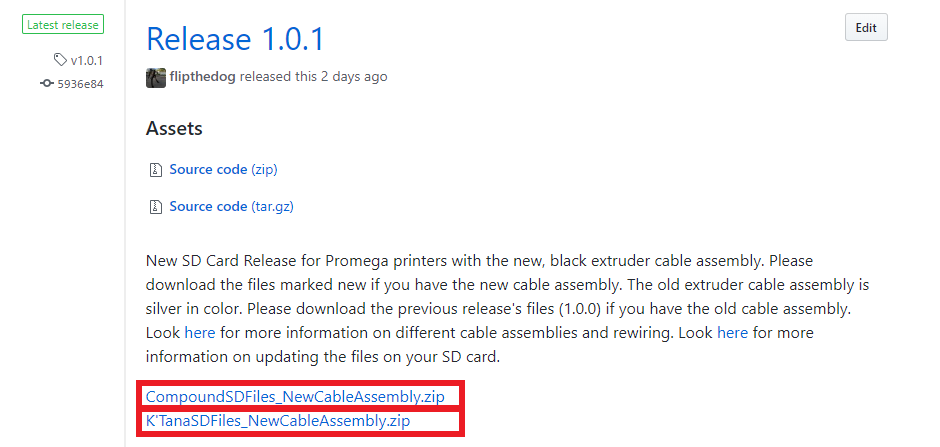 Latest release
v1.0.1
5936e84
Release 1.0.1
Edit
flipthedog released this 2 days ago
Assets
Source code (zip)
Source code (tar.gz)
New SD Card Release for Promega printers with the new, black extruder cable assembly. Please
download the files marked new if you have the new cable assembly. The old extruder cable assembly is
silver in color. Please download the previous release's files (1.0.0) if you have the old cable assembly.
Look here for more information on different cable assemblies and rewiring. Look here for more
information on updating the files on your SD card.
CompoundSDFiles_NewCableAssembly.zip
K'TanaSDFiles_NewCableAssembly.zip